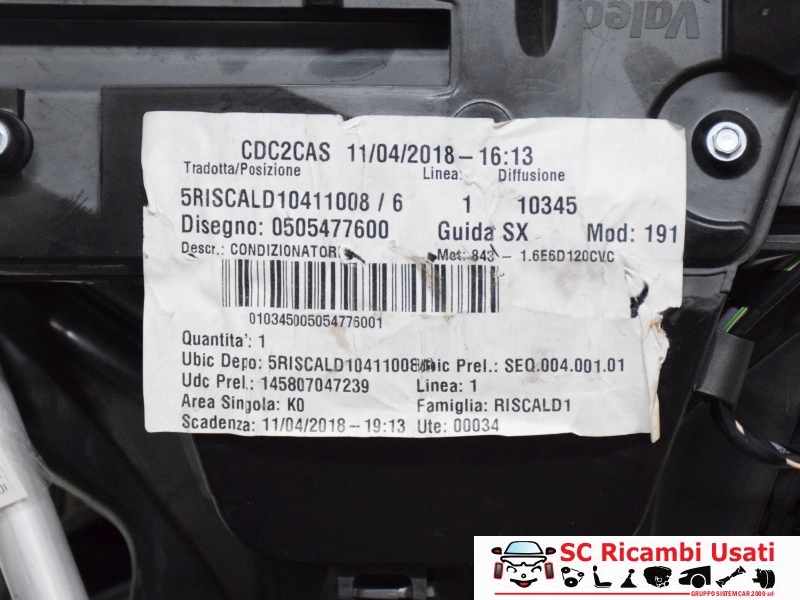 Valeo
CDC2CAS 11/04/2018-16:13
Tradotta/Posizione Linea: Diffusione
5RISCALD10411008 / 6 1 10345
Disegno: 0505477600 Guida SX Mod: 191
Descr.: CONDIZIONATOR Mot: 843 - 1.6E6D120CVC
010345005054776001
Quantita': 1
Ubic Depo: 5RISCALD10411008/6 Ubic Prel.: SEQ.004.001.01
Udc Prel.: 145807047239 Linea: 1
Area Singola: K0 Famiglia: RISCALD1
Scadenza: 11/04/2018-19:13 Ute: 00034
SC Ricambi Usati
GRUPPO SISTEMCAR 2000 srl